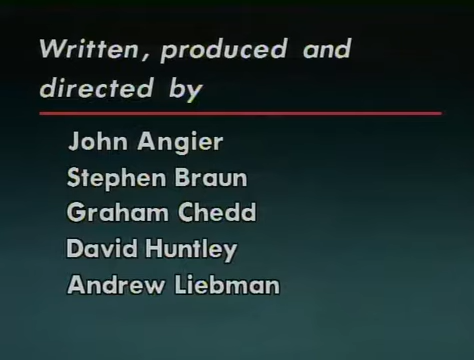 Written, produced and
directed by
John Angier
Stephen Braun
Graham Chedd
David Huntley
Andrew Liebman